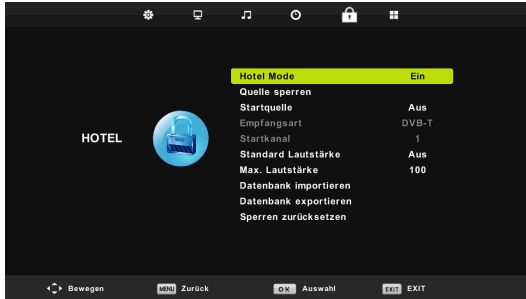 Hotel Mode Ein
Quelle sperren
Startquelle Aus
Empfangsart DVB-T
Startkanal 1
HOTEL
Standard Lautstärke Aus
Max. Lautstärke 100
Datenbank importieren
Datenbank exportieren
Sperren zurücksetzen
Bewegen MENU Zurück OK Auswahl EXIT EXIT